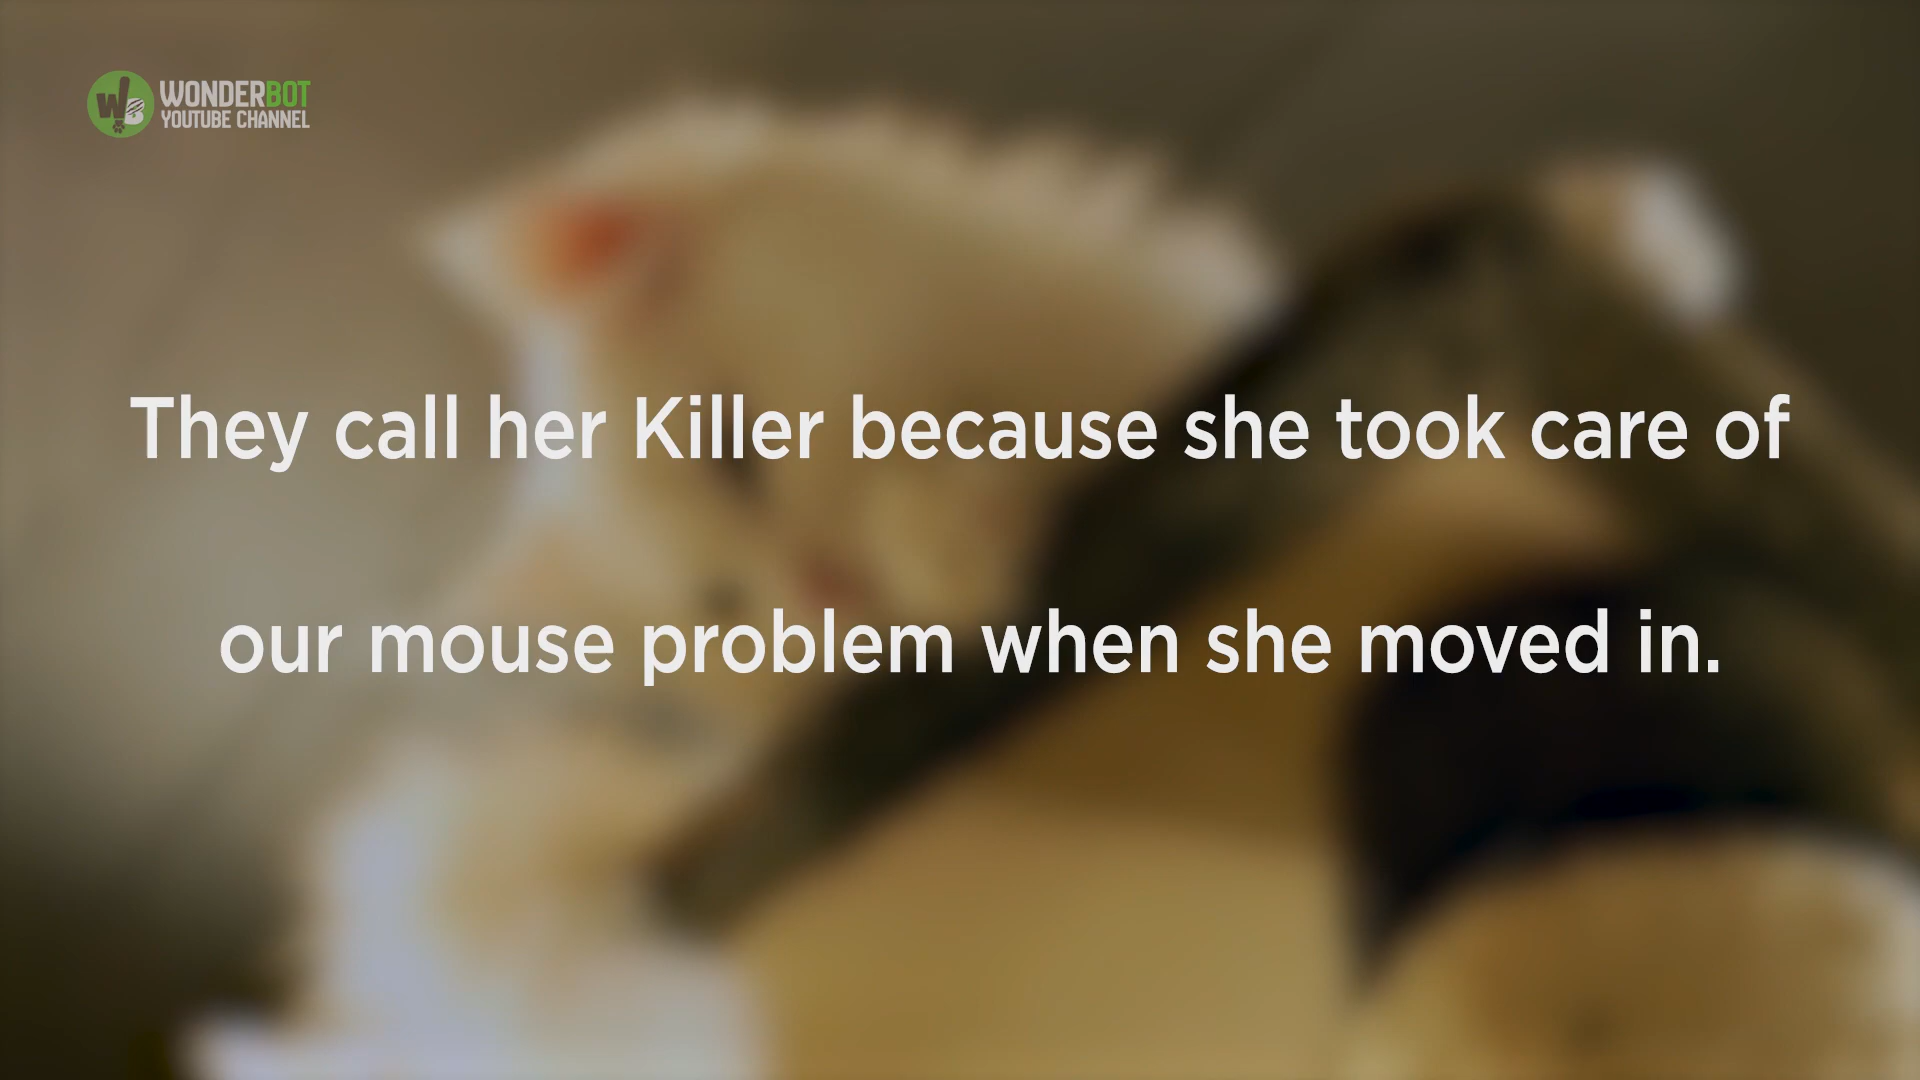 WONDERBOT
YOUTUBE CHANNEL
They call her Killer because she took care of
our mouse problem when she moved in.